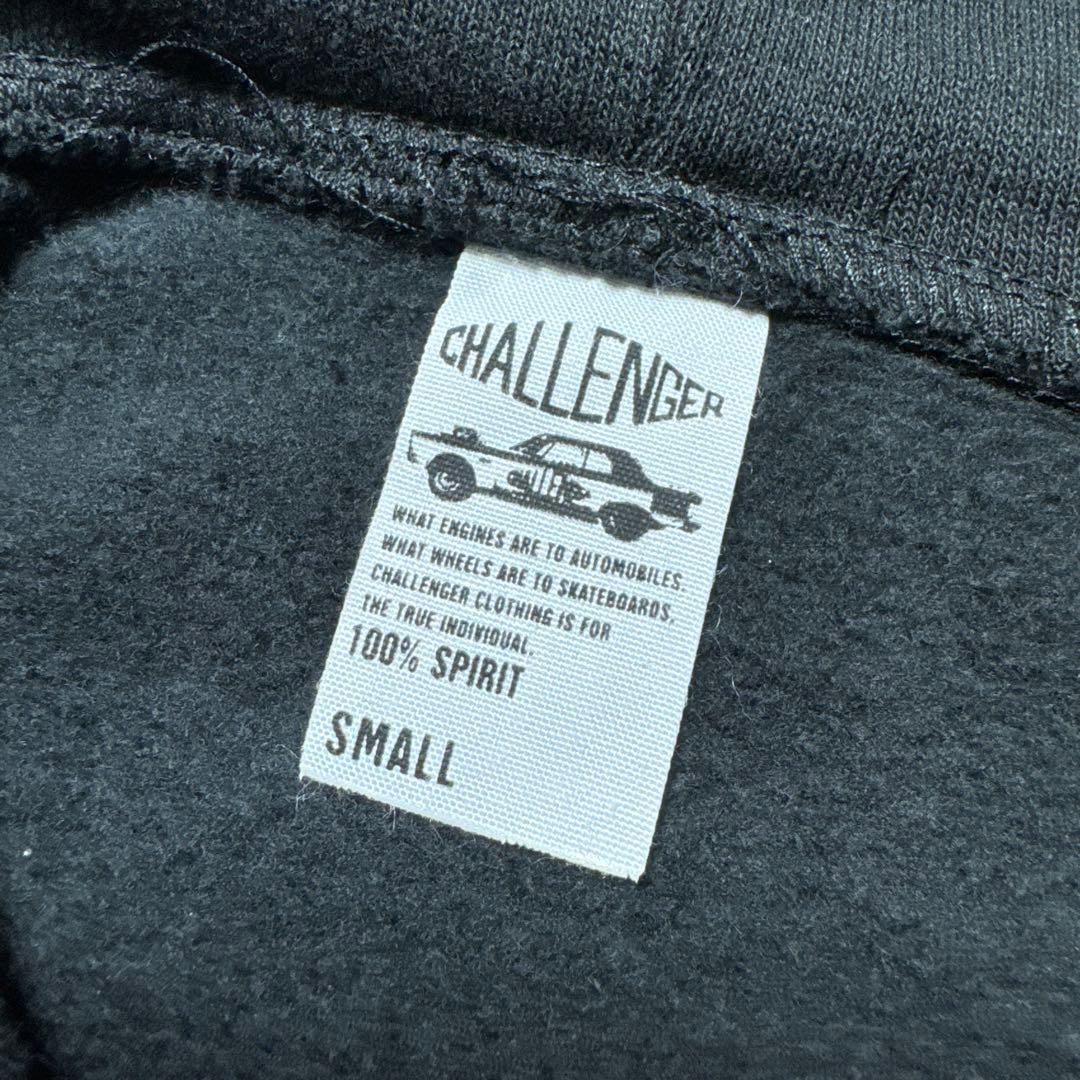 CHALLENGER
WHAT ENGINES ARE TO AUTOMOBILES.
WHAT WHEELS ARE TO SKATEBOARDS.
CHALLENGER CLOTHING IS FOR
THE TRUE INDIVIDUAL.
100% SPIRIT
SMALL